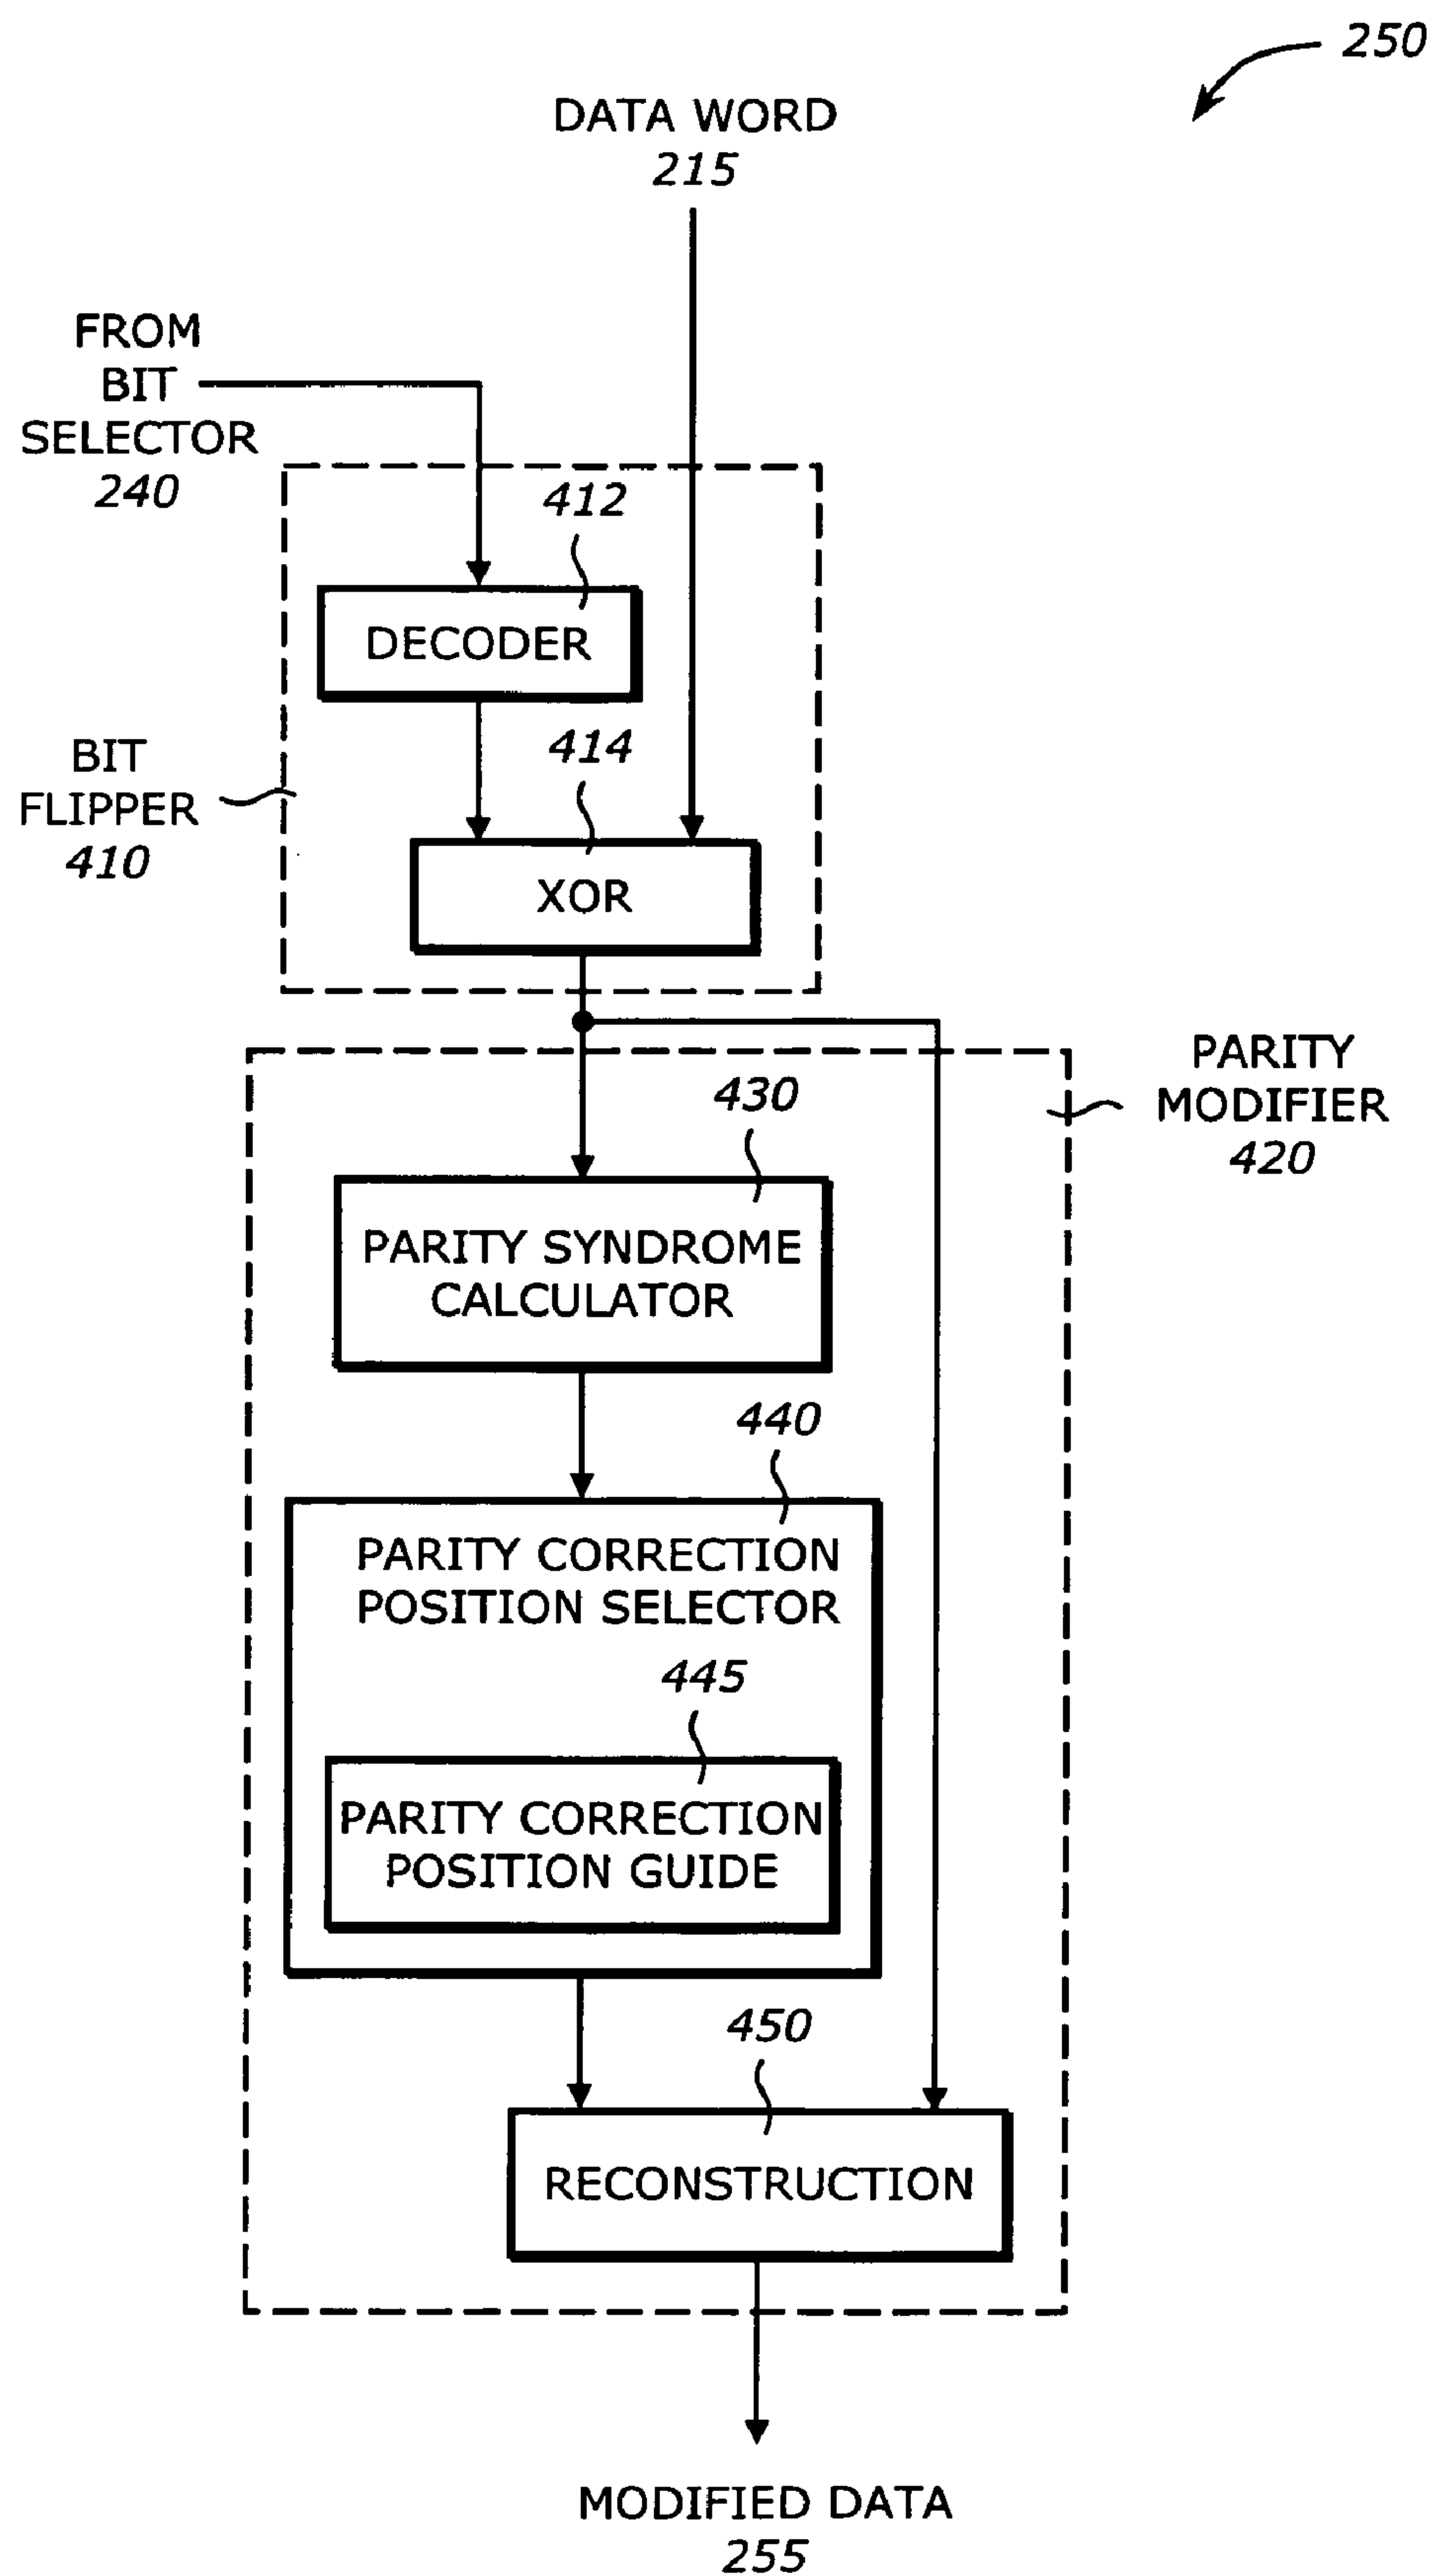 250
DATA WORD
215
FROM
BIT
SELECTOR
240
412
DECODER
BIT
FLIPPER
410
414
XOR
PARITY
MODIFIER
420
430
PARITY SYNDROME
CALCULATOR
440
PARITY CORRECTION
POSITION SELECTOR
445
PARITY CORRECTION
POSITION GUIDE
450
RECONSTRUCTION
MODIFIED DATA
255